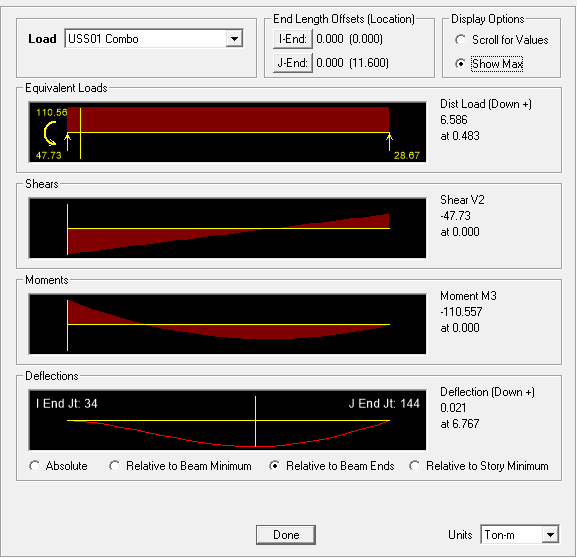 Load USS01 Combo
End Length Offsets (Location)
I-End: 0.000 (0.000)
J-End: 0.000 (11.600)
Display Options
Scroll for Values
Show Max
Equivalent Loads
110.56
47.73
28.67
Dist Load (Down +)
6.586
at 0.483
Shears
Shear V2
-47.73
at 0.000
Moments
Moment M3
-110.557
at 0.000
Deflections
I End Jt: 34 J End Jt: 144
Deflection (Down +)
0.021
at 6.767
Absolute Relative to Beam Minimum Relative to Beam Ends Relative to Story Minimum
Done
Units Ton-m